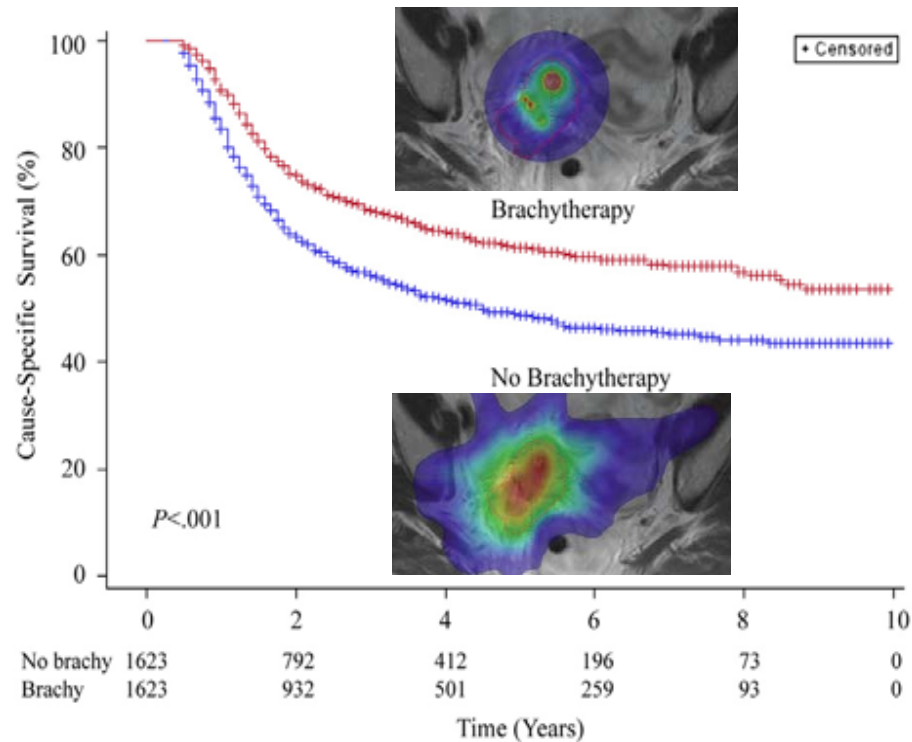 + Censored
100
80
60
40
20
0
Cause-Specific Survival (%)
Brachytherapy
No Brachytherapy
P<.001
0 2 4 6 8 10
No brachy 1623 792 412 196 73 0
Brachy 1623 932 501 259 93 0
Time (Years)